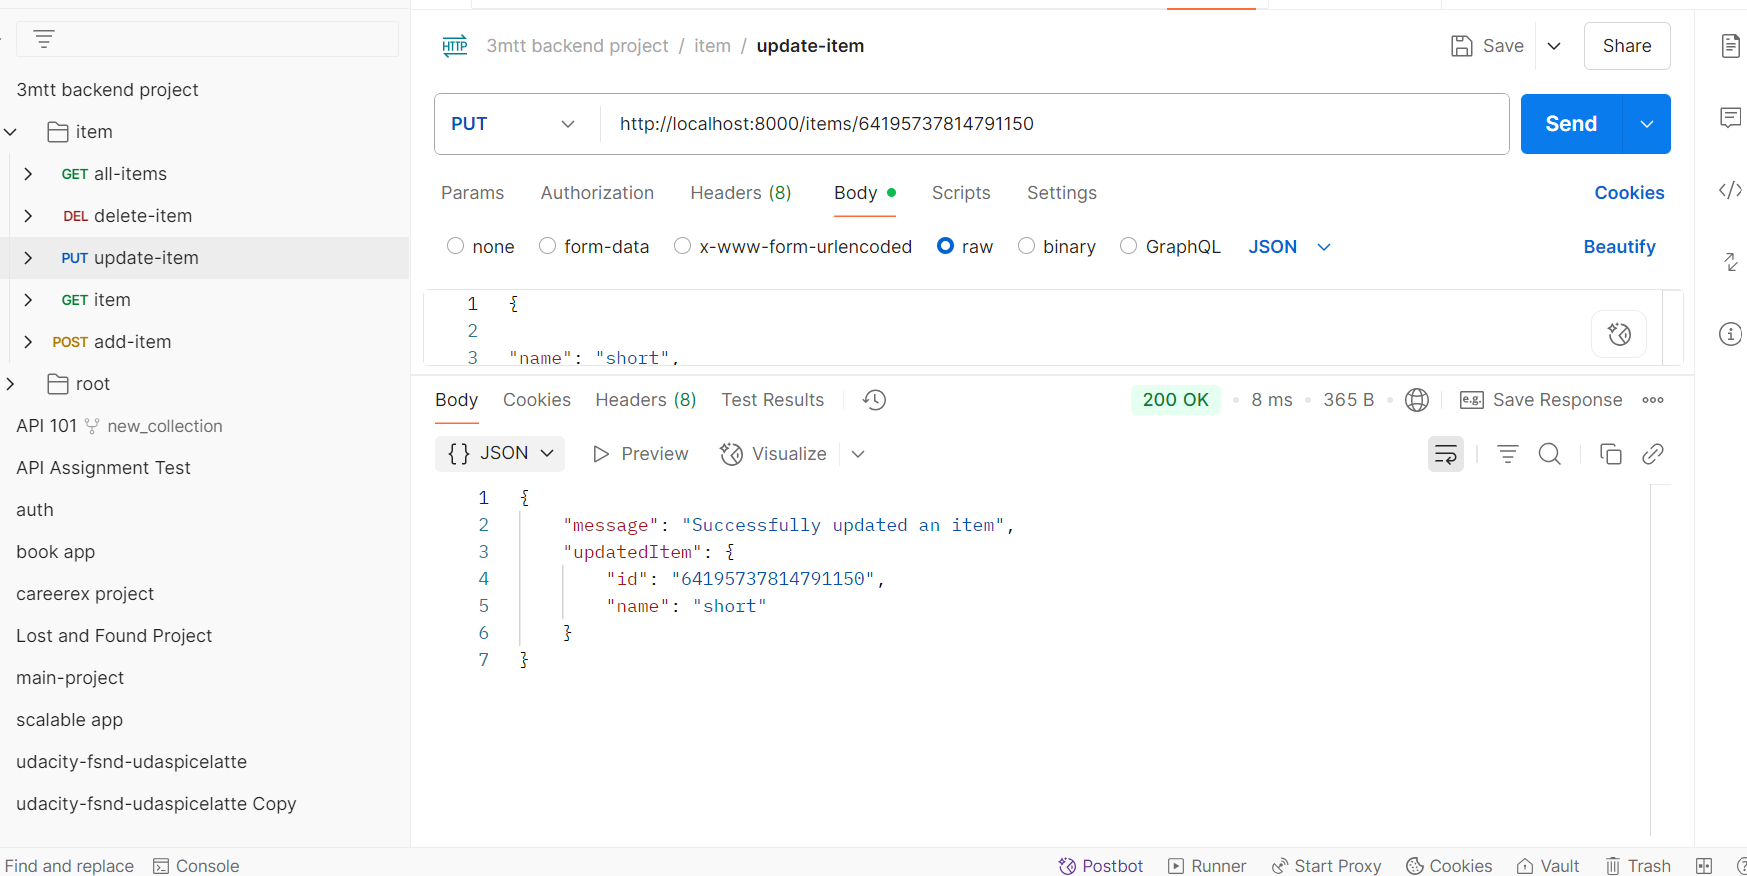 3mtt backend project
item
GET all-items
DEL delete-item
PUT update-item
GET item
POST add-item
root
API 101 new_collection
API Assignment Test
auth
book app
careerex project
Lost and Found Project
main-project
scalable app
udacity-fsnd-udaspicelatte
udacity-fsnd-udaspicelatte Copy
HTTP 3mtt backend project / item / update-item Save Share
PUT http://localhost:8000/items/64195737814791150 Send
Params Authorization Headers (8) Body Scripts Settings Cookies
none form-data x-www-form-urlencoded raw binary GraphQL JSON Beautify
1 {
2
3 "name": "short",
Body Cookies Headers (8) Test Results 200 OK 8 ms 365 B e.g. Save Response
{} JSON Preview Visualize
1 {
2 "message": "Successfully updated an item",
3 "updatedItem": {
4 "id": "64195737814791150",
5 "name": "short"
6 }
7 }
Find and replace Console Postbot Runner Start Proxy Cookies Vault Trash